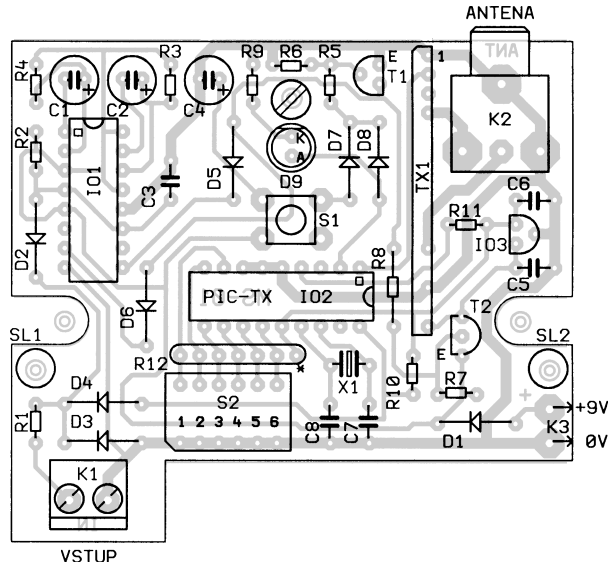 ANTENA
R4
R3
R9
R6
R5
E
T1
1
ANT
K2
C1
C2
C4
R2
IO1
C3
D5
K
A
D9
D7
D8
TX1
S1
C6
R11
IO3
C5
D2
D6
PIC-TX IO2
R8
T2
E
SL1
SL2
R12
*
X1
R10
R7
D4
D3
R1
S2
1 2 3 4 5 6
C8
C7
D1
+
+9V
K3
0V
K1
IN
VSTUP